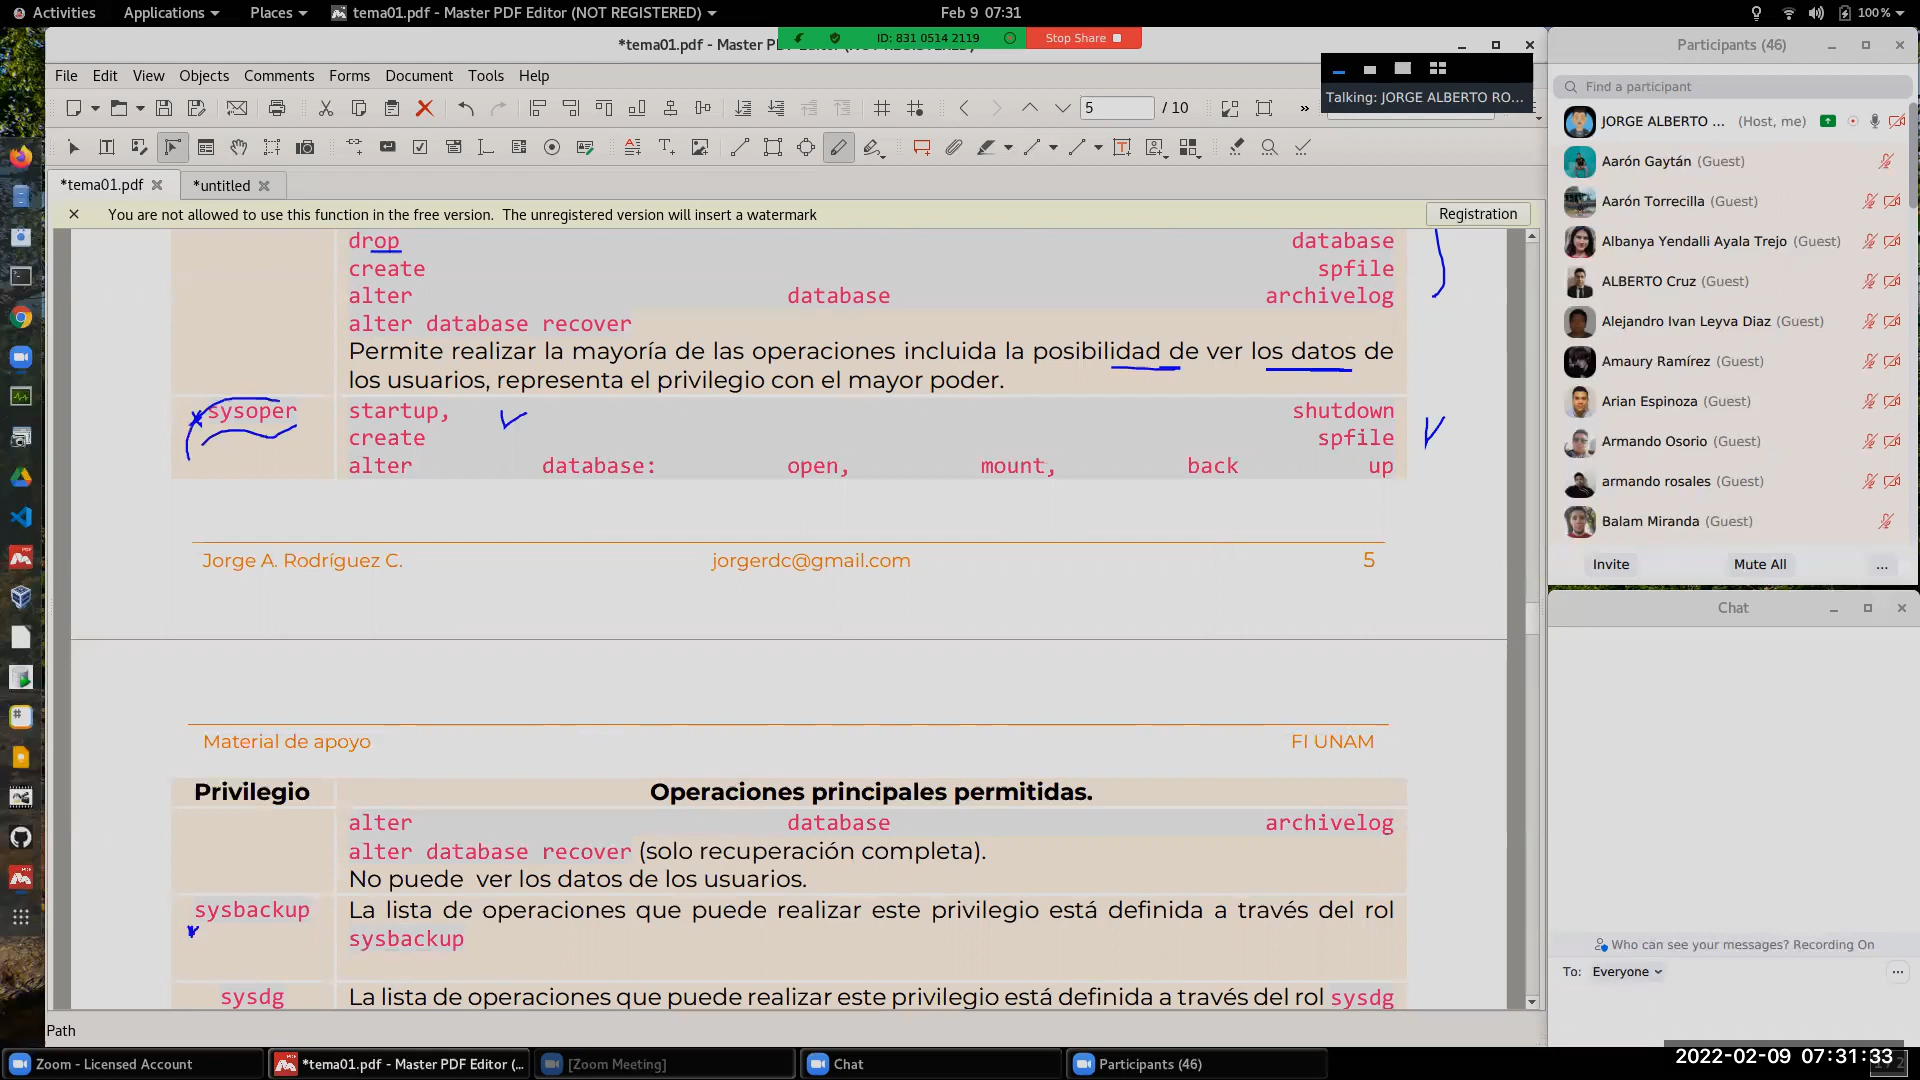 Activities Applications Places tema01.pdf - Master PDF Editor (NOT REGISTERED) Feb 9 07:31 100%
*tema01.pdf - Master P
ID: 831 0514 2119 Stop Share
Talking: JORGE ALBERTO RO...
File Edit View Objects Comments Forms Document Tools Help
5 / 10
*tema01.pdf *untitled
You are not allowed to use this function in the free version. The unregistered version will insert a watermark Registration
drop database
create spfile
alter database archivelog
alter database recover
Permite realizar la mayoría de las operaciones incluida la posibilidad de ver los datos de
los usuarios, representa el privilegio con el mayor poder.
sysoper startup, shutdown
create spfile
alter database: open, mount, back up
Jorge A. Rodríguez C. jorgerdc@gmail.com 5
Material de apoyo FI UNAM
Privilegio Operaciones principales permitidas.
alter database archivelog
alter database recover (solo recuperación completa).
No puede ver los datos de los usuarios.
sysbackup La lista de operaciones que puede realizar este privilegio está definida a través del rol
sysbackup
sysdg La lista de operaciones que puede realizar este privilegio está definida a través del rol sysdg
Path
Participants (46)
Find a participant
JORGE ALBERTO ... (Host, me)
Aarón Gaytán (Guest)
Aarón Torrecilla (Guest)
Albanya Yendalli Ayala Trejo (Guest)
ALBERTO Cruz (Guest)
Alejandro Ivan Leyva Diaz (Guest)
Amaury Ramírez (Guest)
Arian Espinoza (Guest)
Armando Osorio (Guest)
armando rosales (Guest)
Balam Miranda (Guest)
Invite Mute All ...
Chat
Who can see your messages? Recording On
To: Everyone
Zoom - Licensed Account *tema01.pdf - Master PDF Editor (... [Zoom Meeting] Chat Participants (46)
2022-02-09 07:31:33